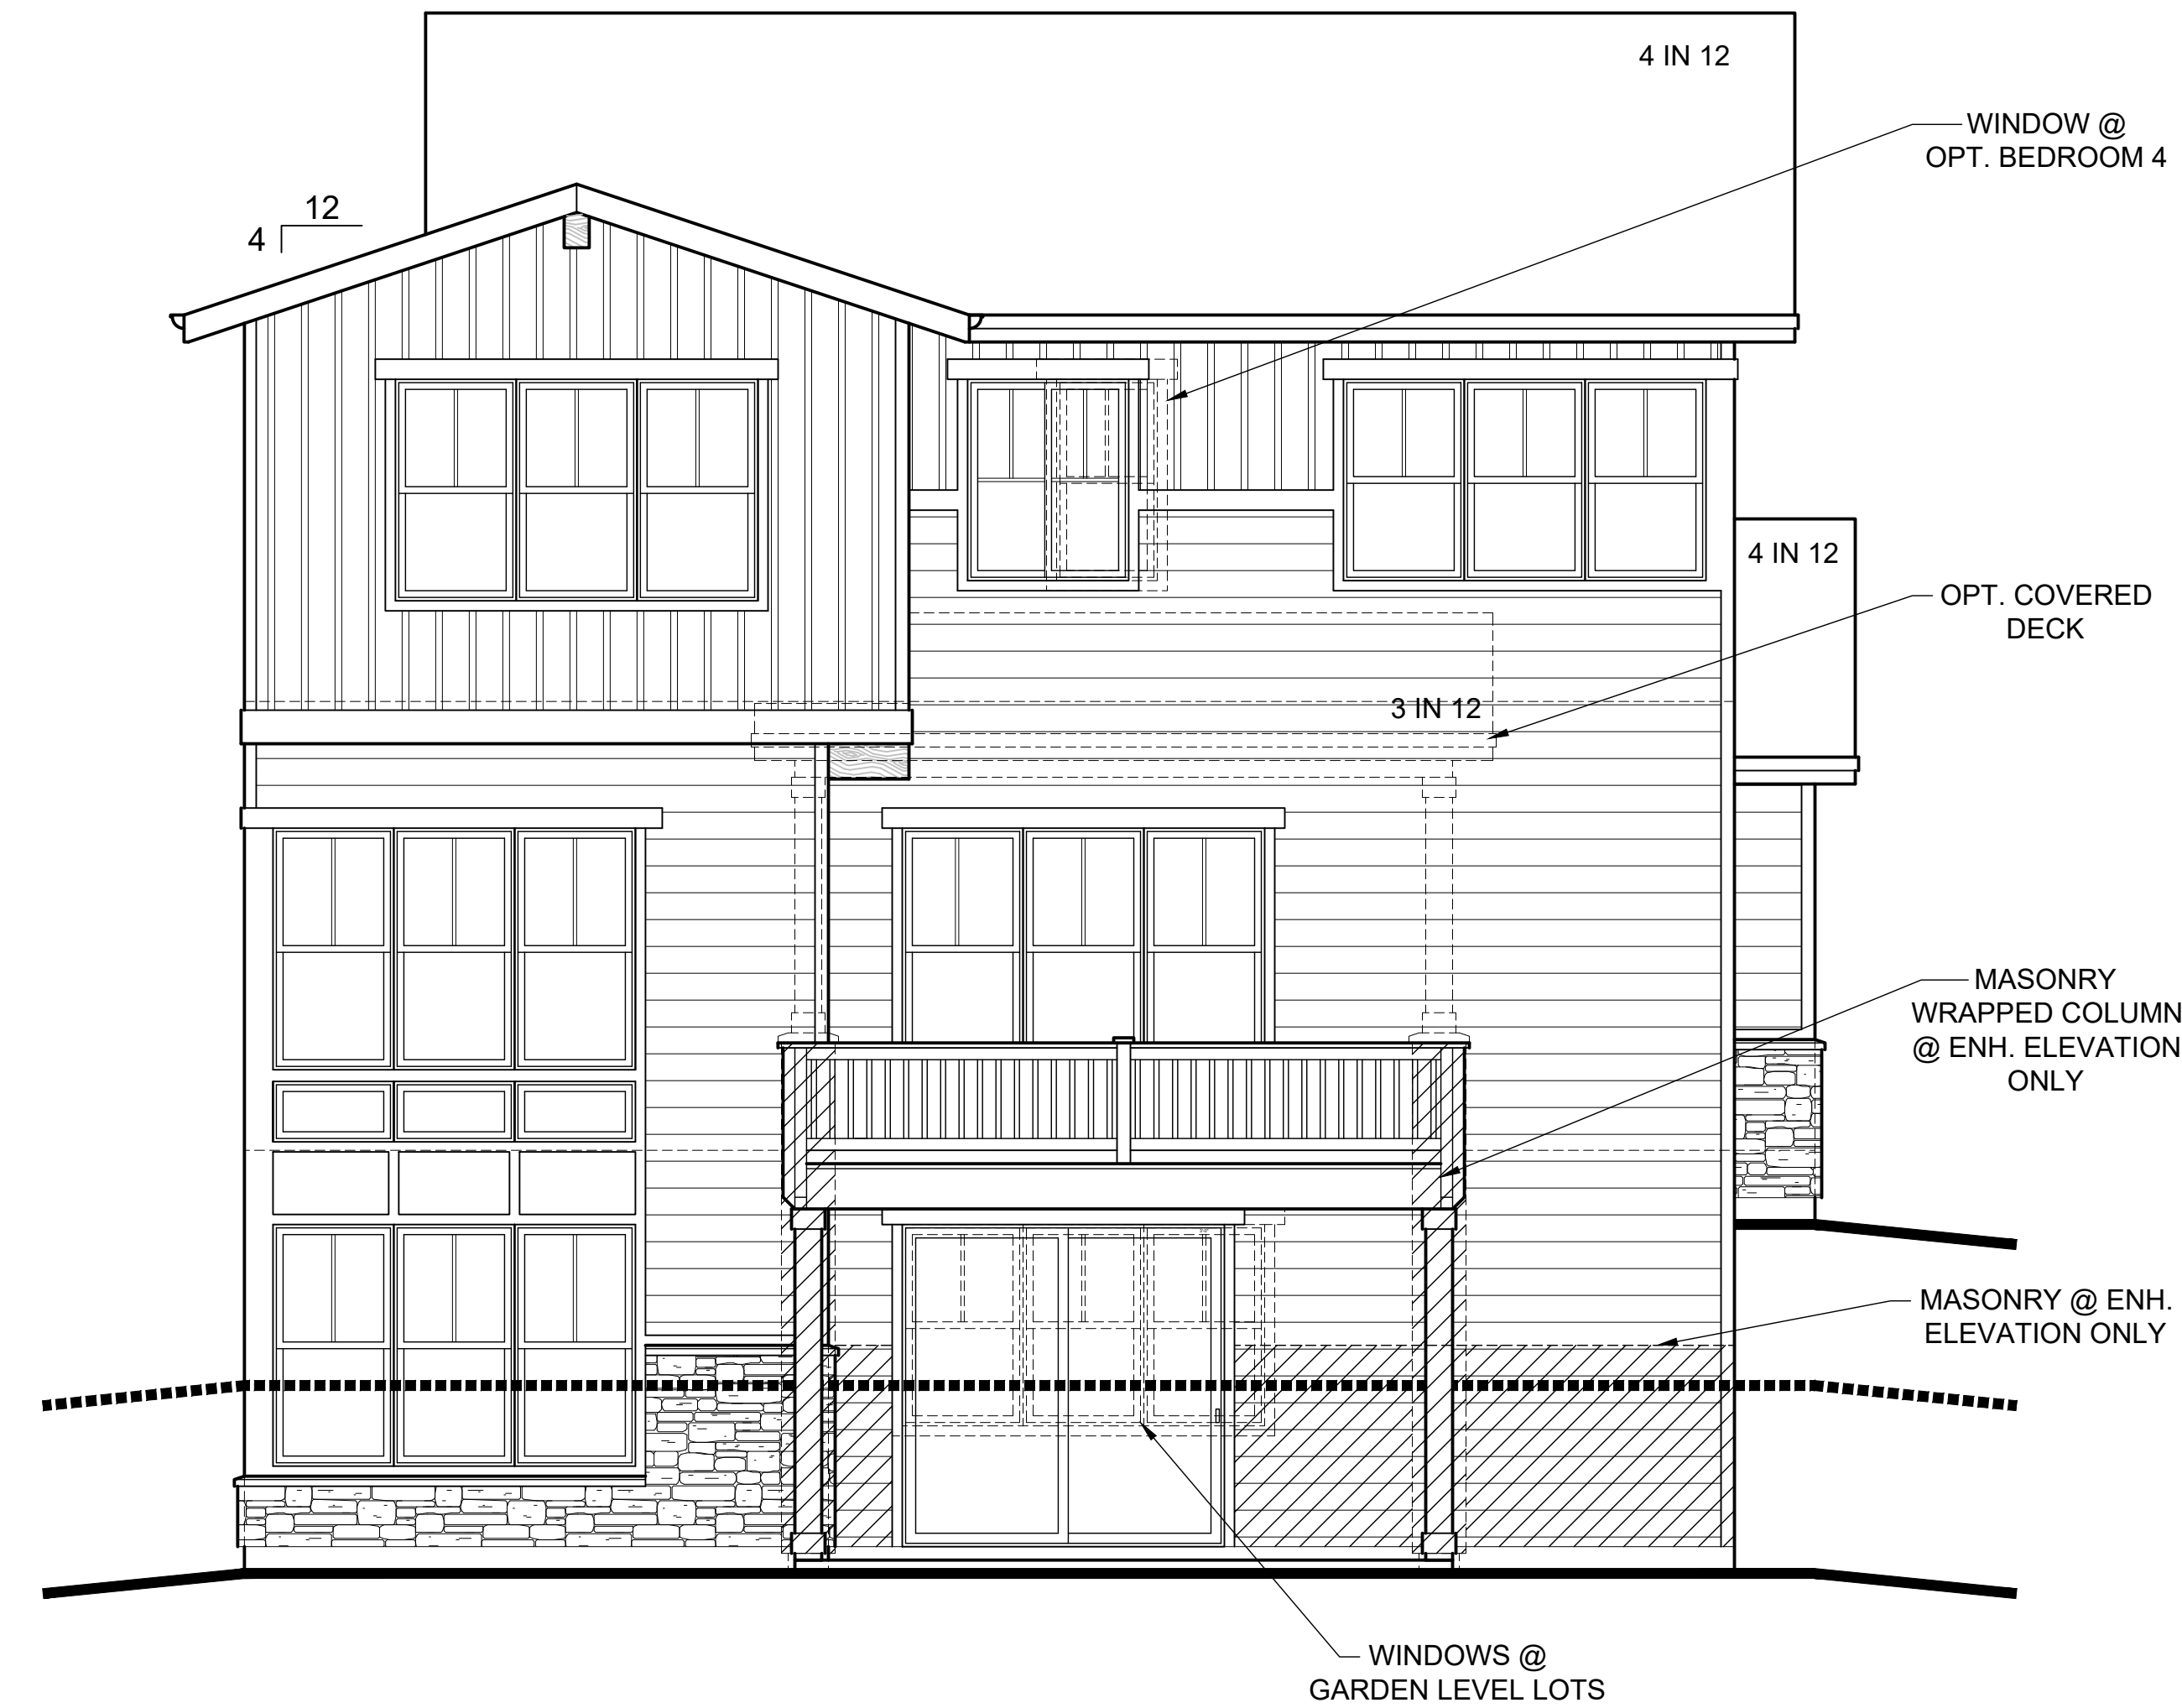 4 IN 12
WINDOW @
OPT. BEDROOM 4
12
4
4 IN 12
OPT. COVERED
DECK
3 IN 12
MASONRY
WRAPPED COLUMN
@ ENH. ELEVATION
ONLY
MASONRY @ ENH.
ELEVATION ONLY
WINDOWS @
GARDEN LEVEL LOTS